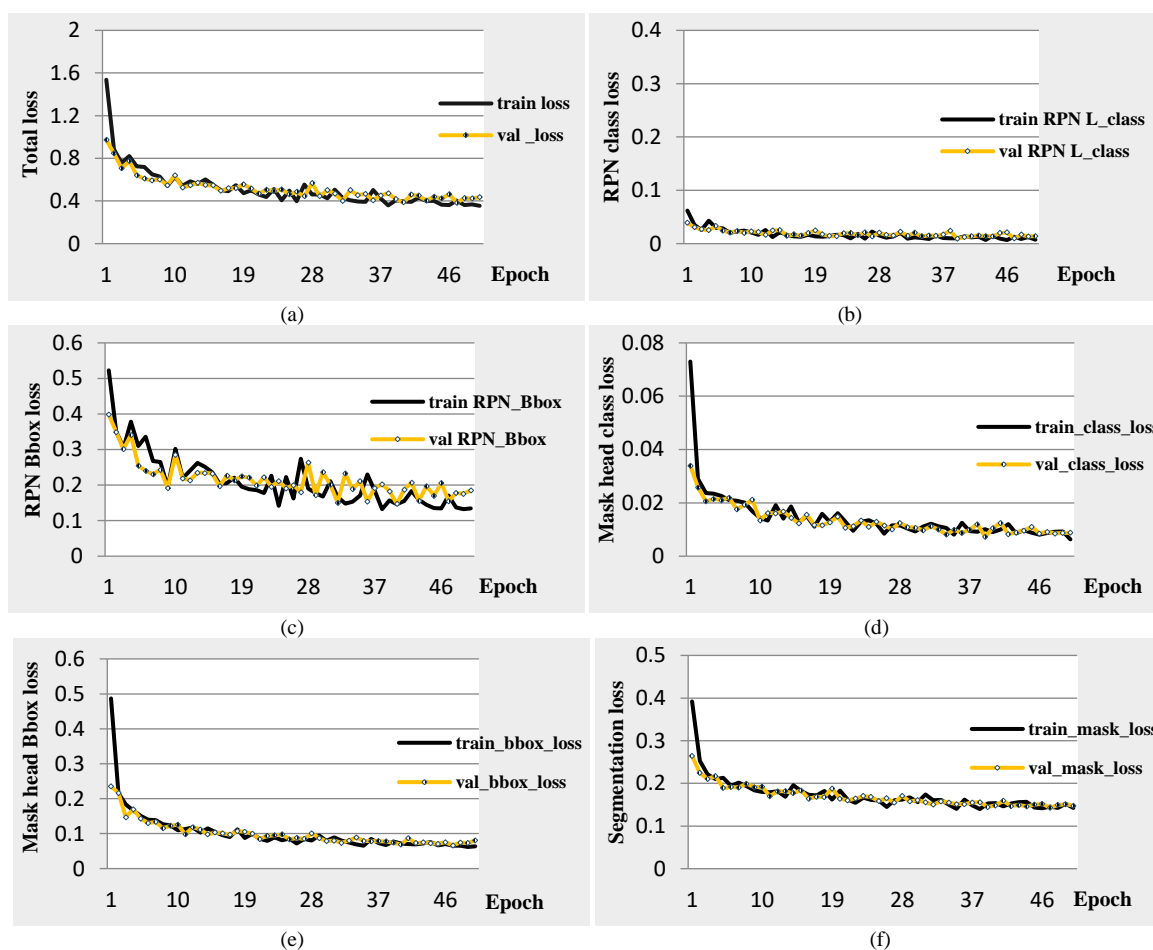 Total loss
2
1.6
1.2
0.8
0.4
0
train loss
val _loss
1 10 19 28 37 46 Epoch
(a)
RPN class loss
0.4
0.3
0.2
0.1
0
train RPN L_class
val RPN L_class
1 10 19 28 37 46 Epoch
(b)
RPN Bbox loss
0.6
0.5
0.4
0.3
0.2
0.1
0
train RPN_Bbox
val RPN_Bbox
1 10 19 28 37 46 Epoch
(c)
Mask head class loss
0.08
0.06
0.04
0.02
0
train_class_loss
val_class_loss
1 10 19 28 37 46 Epoch
(d)
Mask head Bbox loss
0.6
0.5
0.4
0.3
0.2
0.1
0
train_bbox_loss
val_bbox_loss
1 10 19 28 37 46 Epoch
(e)
Segmentation loss
0.5
0.4
0.3
0.2
0.1
0
train_mask_loss
val_mask_loss
1 10 19 28 37 46 Epoch
(f)